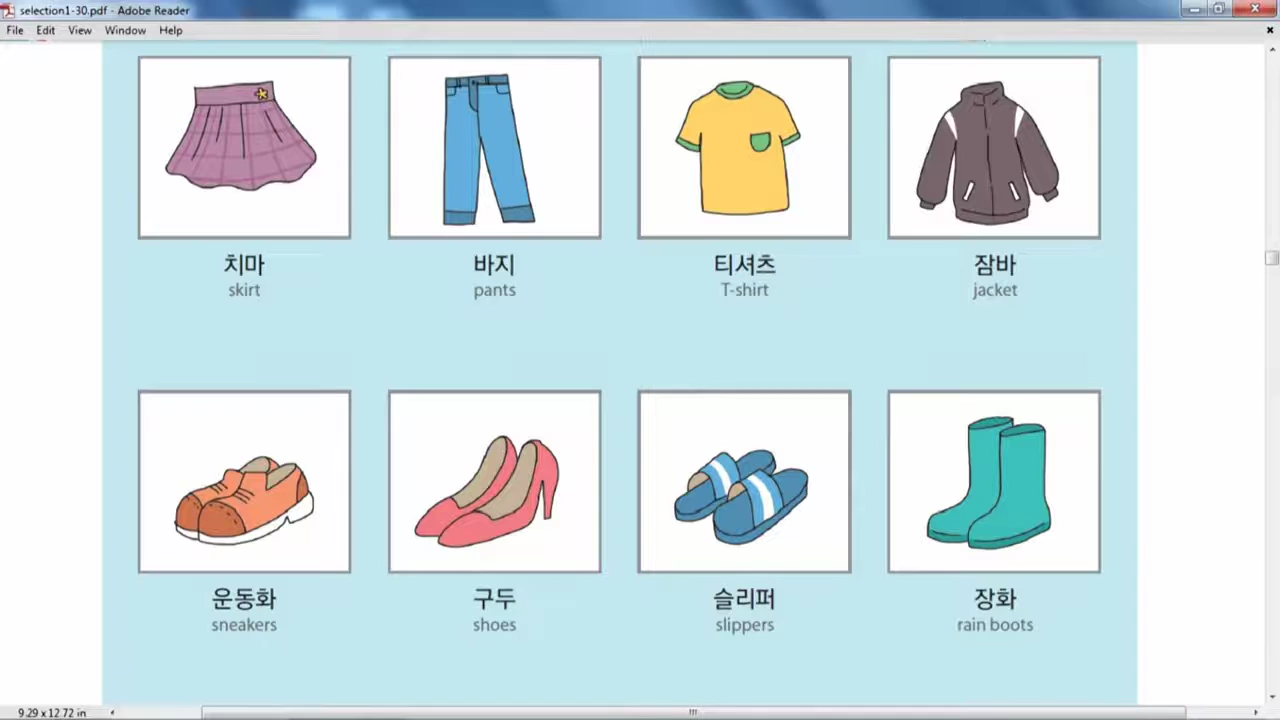 selection1-30.pdf - Adobe Reader
File Edit View Window Help
치마 바지 티셔츠 잠바
skirt pants T-shirt jacket
운동화 구두 슬리퍼 장화
sneakers shoes slippers rain boots
9.29 x 12.72 in